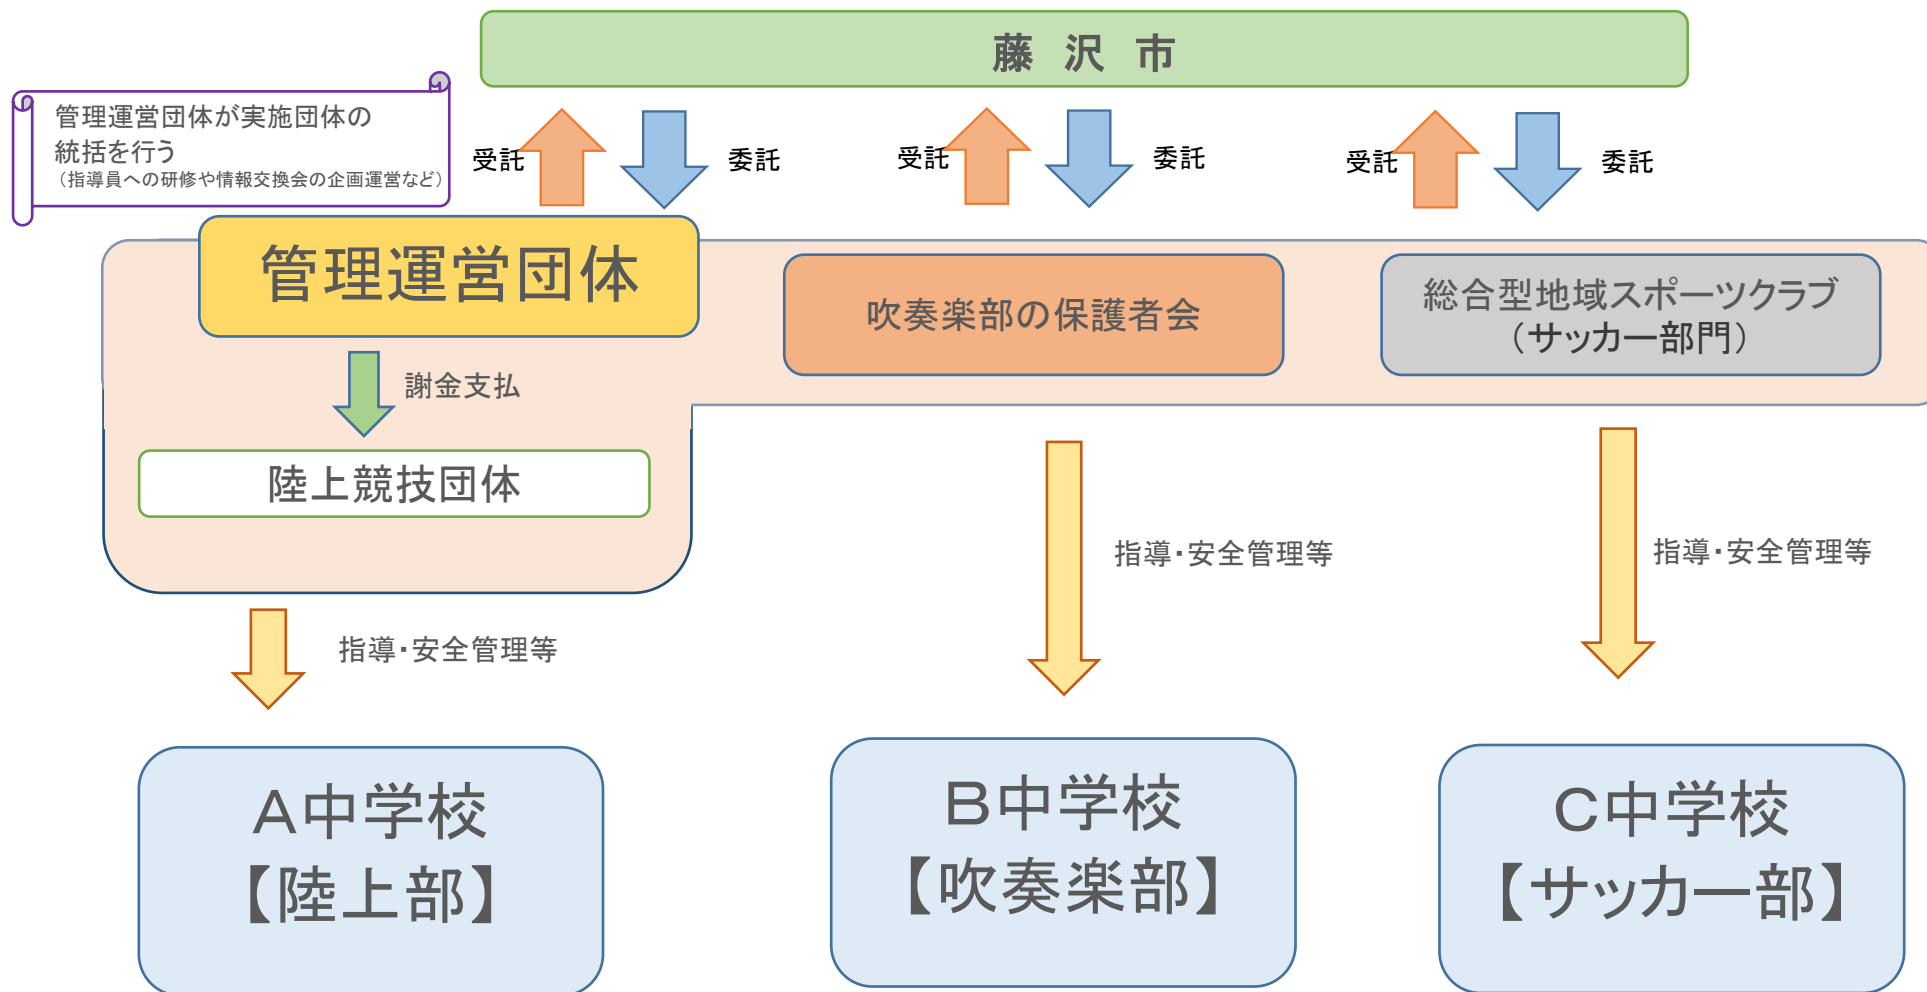 藤 沢 市
管理運営団体が実施団体の
統括を行う
（指導員への研修や情報交換会の企画運営など）
受託
委託
受託
委託
受託
委託
管理運営団体
吹奏楽部の保護者会
総合型地域スポーツクラブ
（サッカー部門）
謝金支払
陸上競技団体
指導・安全管理等
指導・安全管理等
指導・安全管理等
A中学校
【陸上部】
B中学校
【吹奏楽部】
C中学校
【サッカー部】